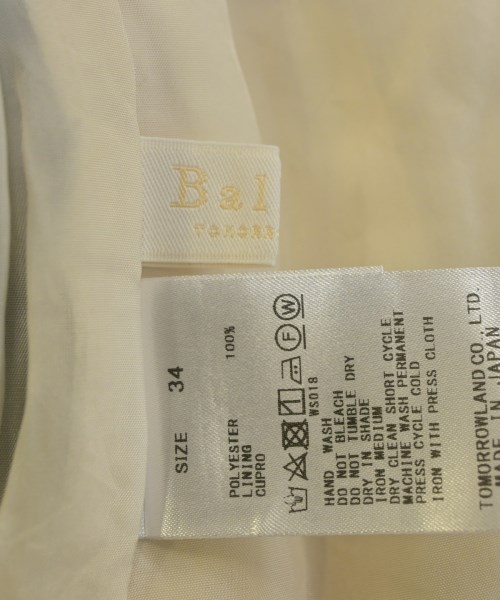 Bal
TOMORR
SIZE 34
POLYESTER 100%
LINING
CUPRO
WS018
HAND WASH
DO NOT BLEACH
DO NOT TUMBLE DRY
DRY IN SHADE
IRON MEDIUM
DRY CLEAN SHORT CYCLE
MACHINE WASH PERMANENT
PRESS CYCLE COLD
IRON WITH PRESS CLOTH
TOMORROWLAND CO., LTD.
MADE IN JAPAN